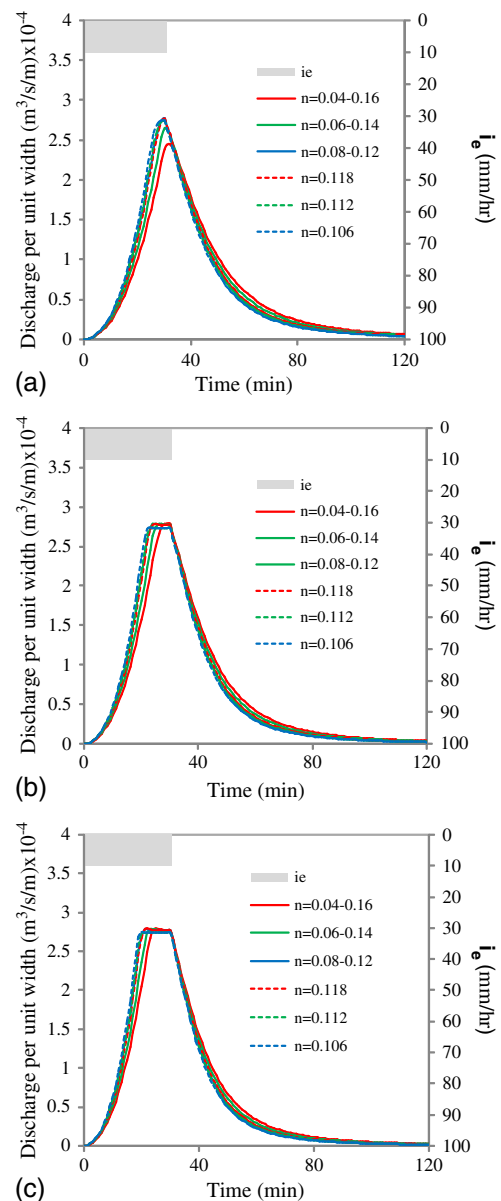 4
3.5
3
2.5
2
1.5
1
0.5
0
Discharge per unit width (m³/s/m)x10⁻⁴
ie
n=0.04-0.16
n=0.06-0.14
n=0.08-0.12
n=0.118
n=0.112
n=0.106
0
10
20
30
40
50
60
70
80
90
100
i e (mm/hr)
0 40 80 120
Time (min)
(a)
4
3.5
3
2.5
2
1.5
1
0.5
0
Discharge per unit width (m³/s/m)x10⁻⁴
ie
n=0.04-0.16
n=0.06-0.14
n=0.08-0.12
n=0.118
n=0.112
n=0.106
0
10
20
30
40
50
60
70
80
90
100
i e (mm/hr)
0 40 80 120
Time (min)
(b)
4
3.5
3
2.5
2
1.5
1
0.5
0
Discharge per unit width (m³/s/m)x10⁻⁴
ie
n=0.04-0.16
n=0.06-0.14
n=0.08-0.12
n=0.118
n=0.112
n=0.106
0
10
20
30
40
50
60
70
80
90
100
i e (mm/hr)
0 40 80 120
Time (min)
(c)